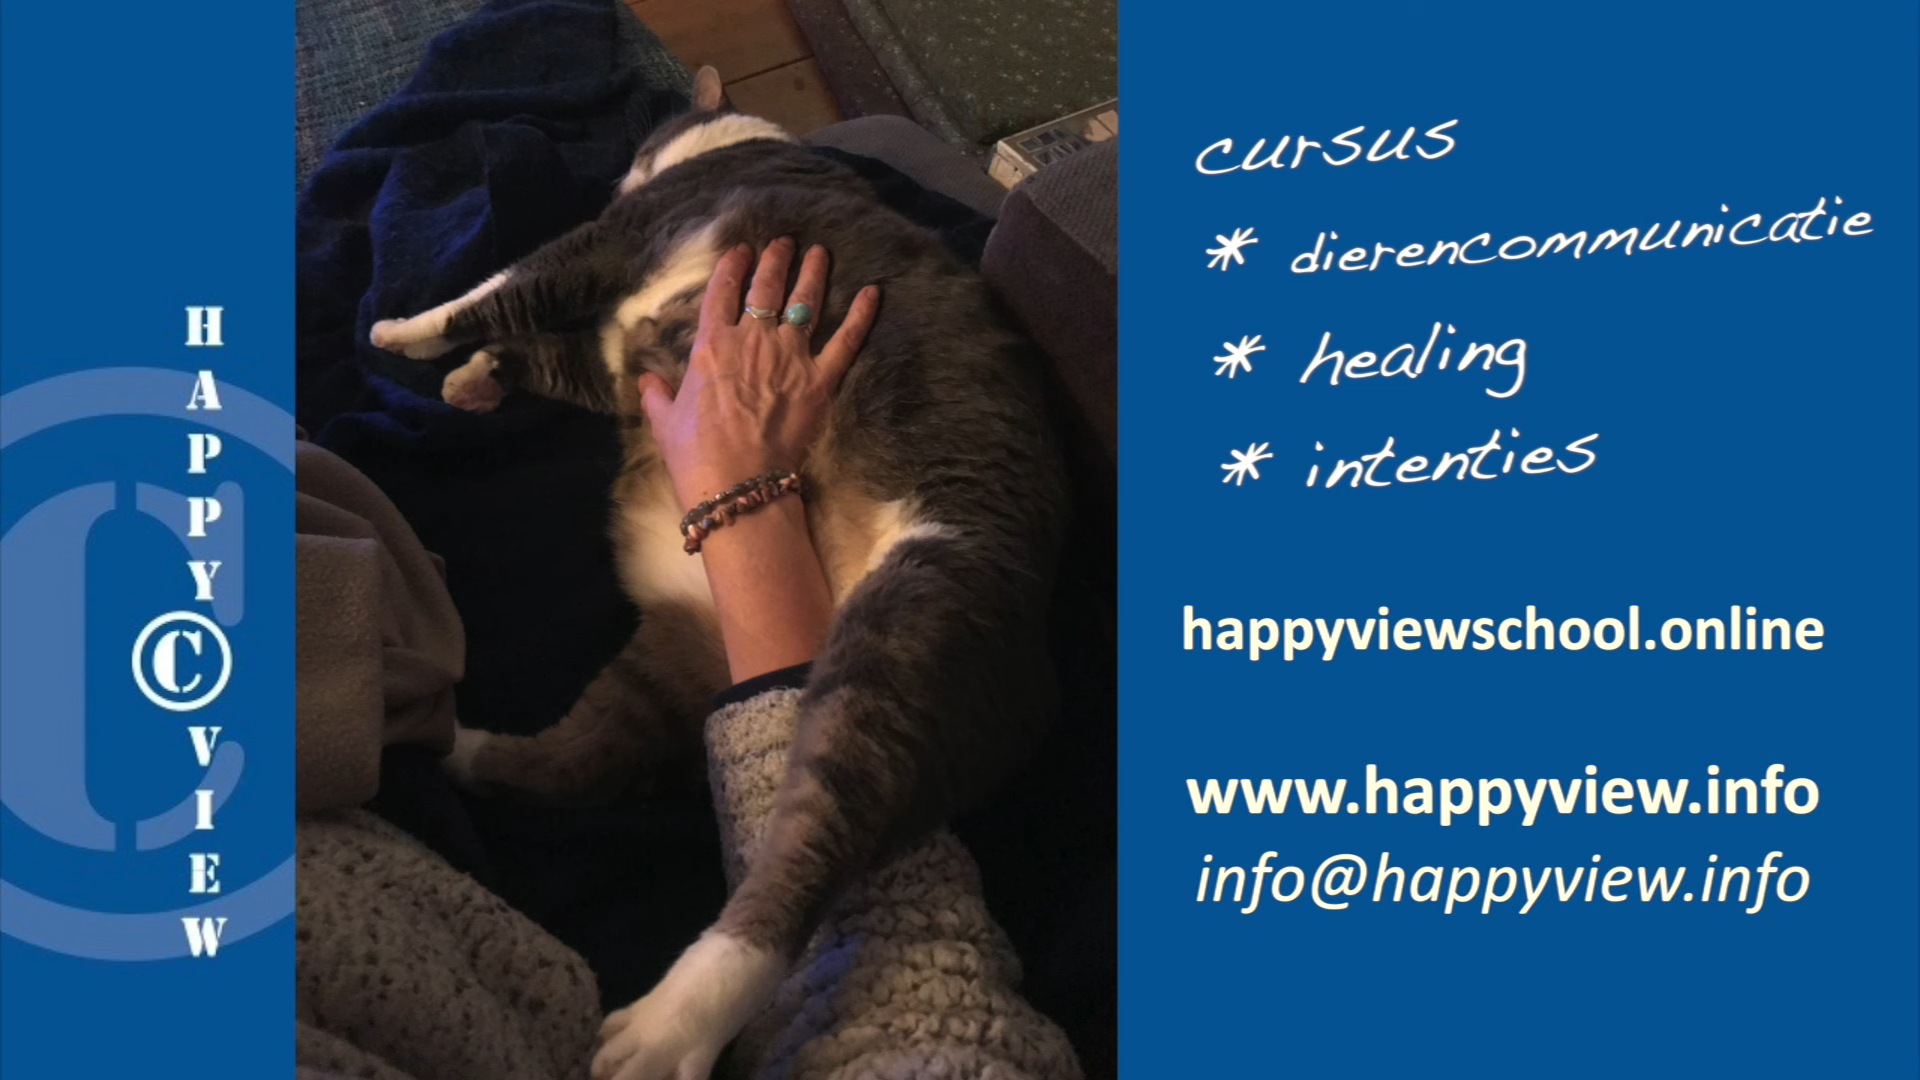 HAPPY
©
VIEW
cursus
* dierencommunicatie
* healing
* intenties
happyviewschool.online
www.happyview.info
info@happyview.info